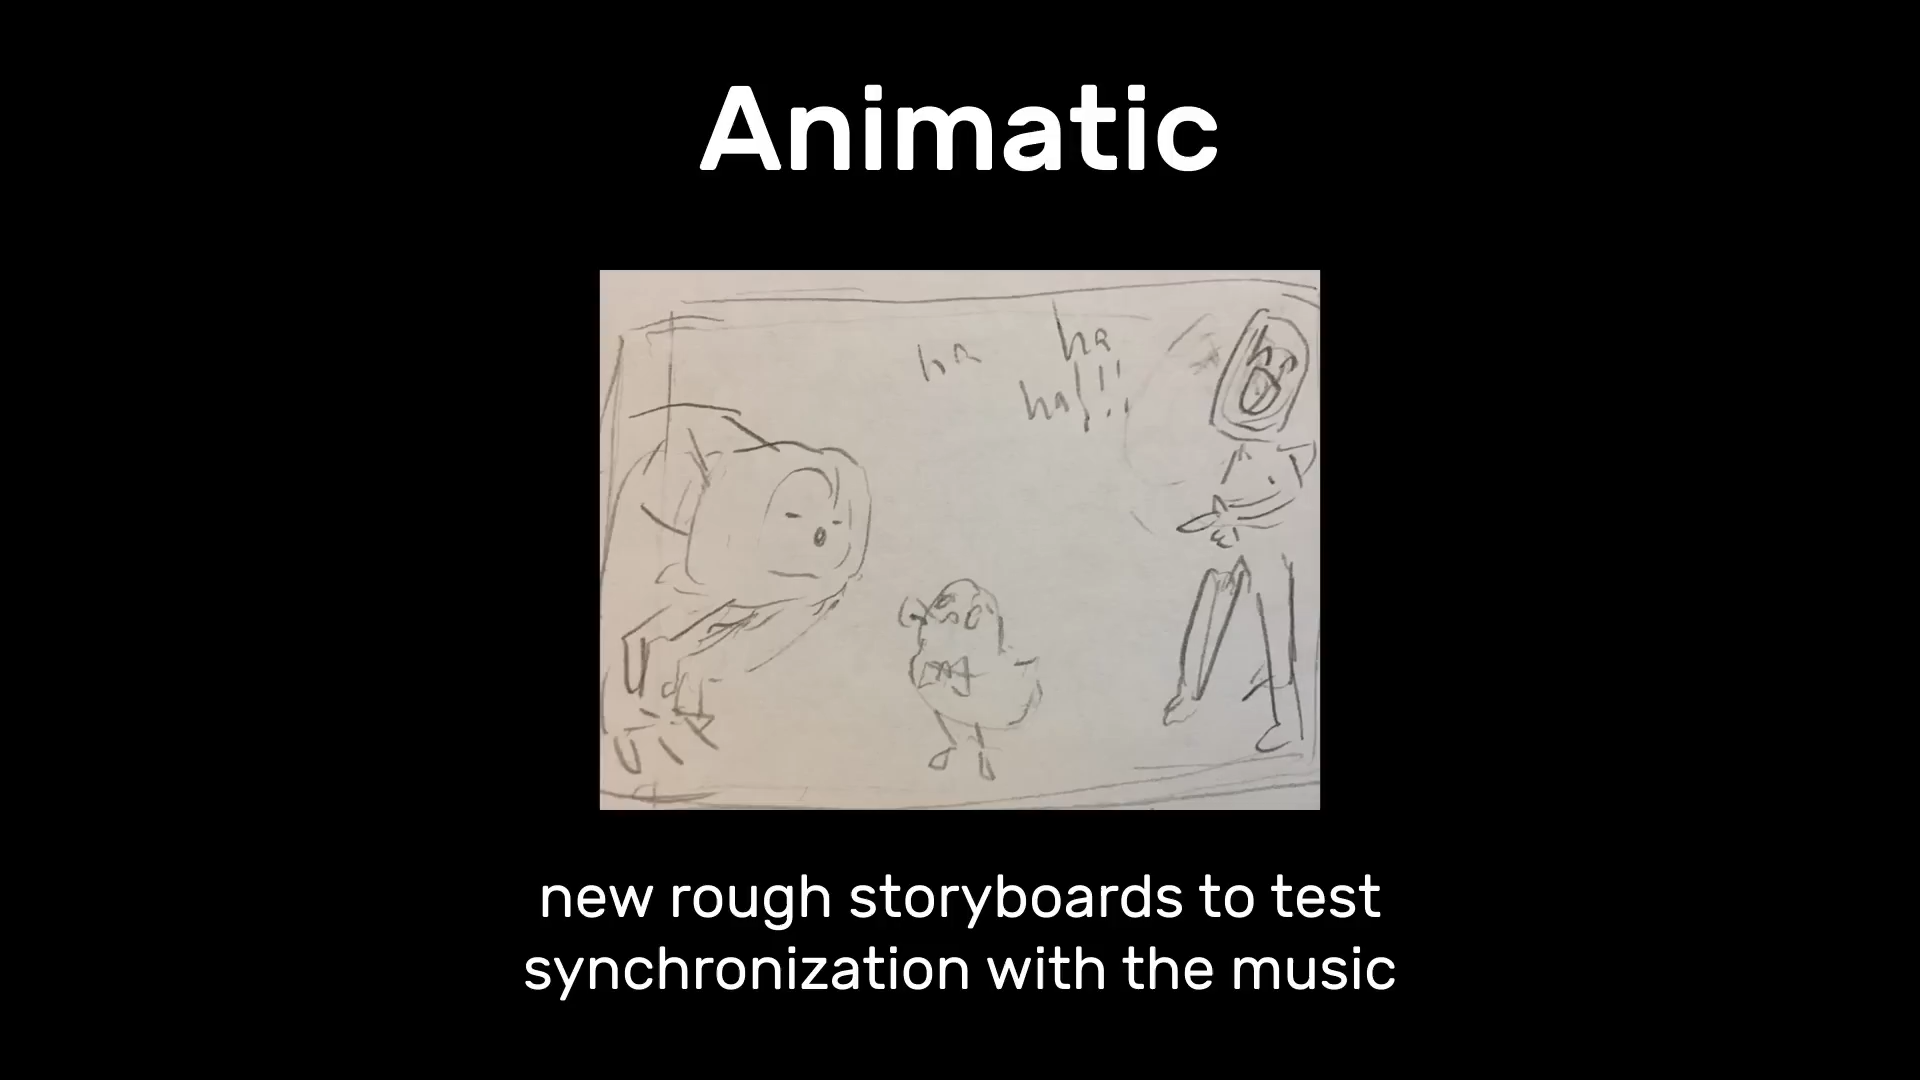 Animatic
ha
ha
ha!!!
new rough storyboards to test
synchronization with the music